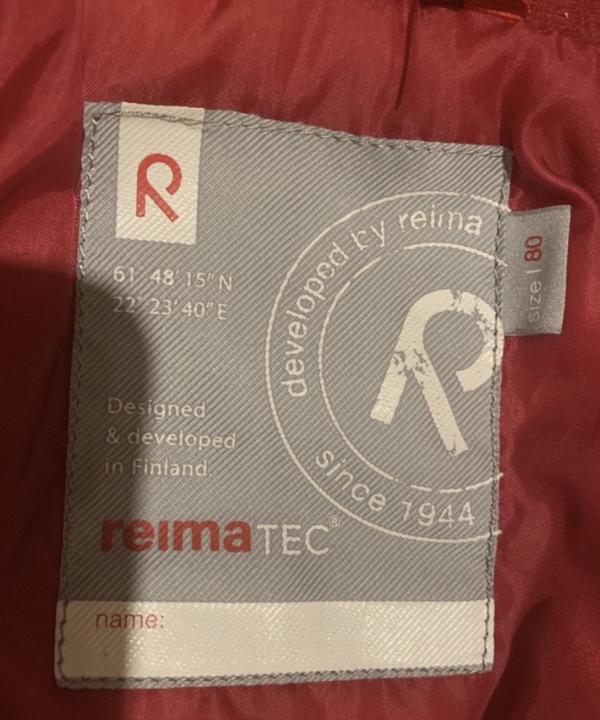 R
61 48'15"N
22°23'40"E
Designed
& developed
in Finland.
reimaTEC®
name:
developed by reima
since 1944
R
size | 80